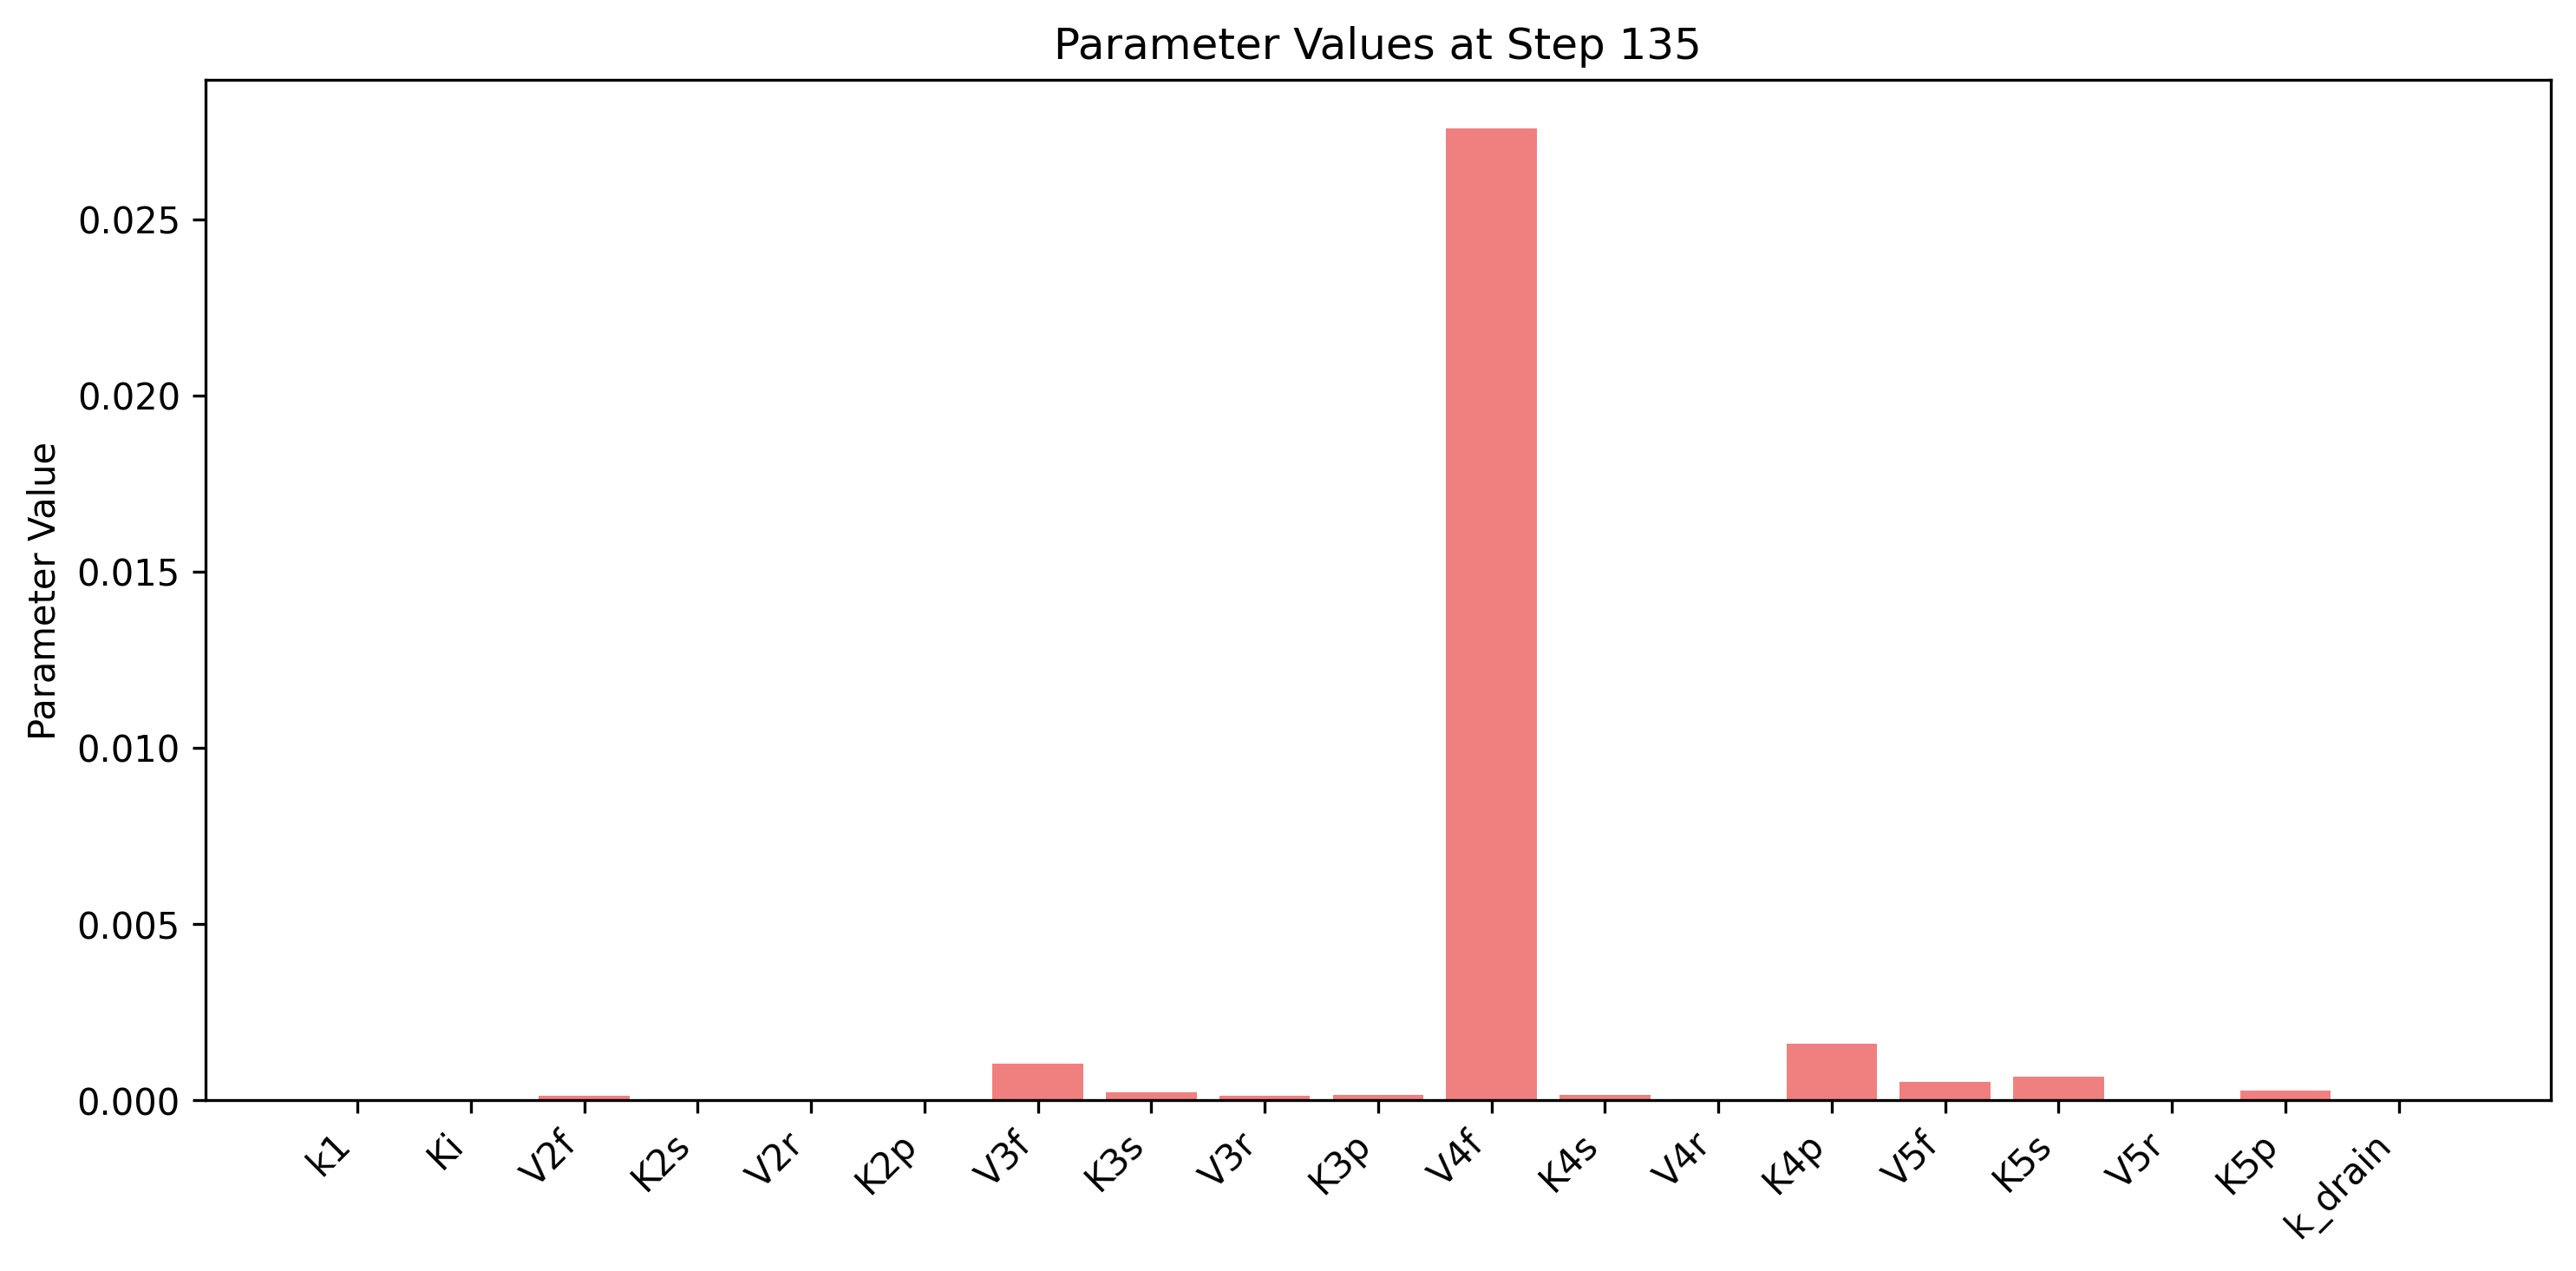 Parameter Values at Step 135
Parameter Value
0.025
0.020
0.015
0.010
0.005
0.000
k1
Ki
V2f
K2s
V2r
K2p
V3f
K3s
V3r
K3p
V4f
K4s
V4r
K4p
V5f
K5s
V5r
K5p
k_drain